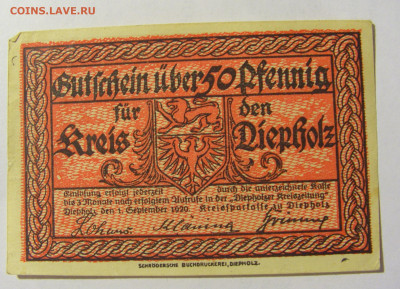 COINS.LAVE.RU
Gutschein über 50 Pfennig
für den
Kreis Diepholz
Einlösung erfolgt jederzeit durch die unterzeichnete Kasse
bis 3 Monate nach erfolgtem Aufrufe in der „Diepholzer Kreiszeitung"
Diepholz, den 1. September 1920. Kreissparkasse zu Diepholz
SCHRÖDERSCHE BUCHDRUCKEREI, DIEPHOLZ.